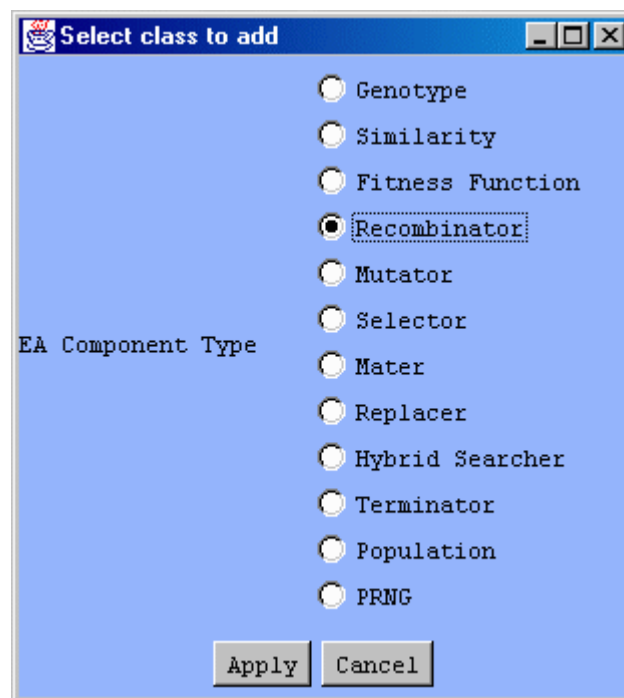 Select class to add
Genotype
Similarity
Fitness Function
Recombinator
Mutator
Selector
EA Component Type
Mater
Replacer
Hybrid Searcher
Terminator
Population
PRNG
Apply Cancel